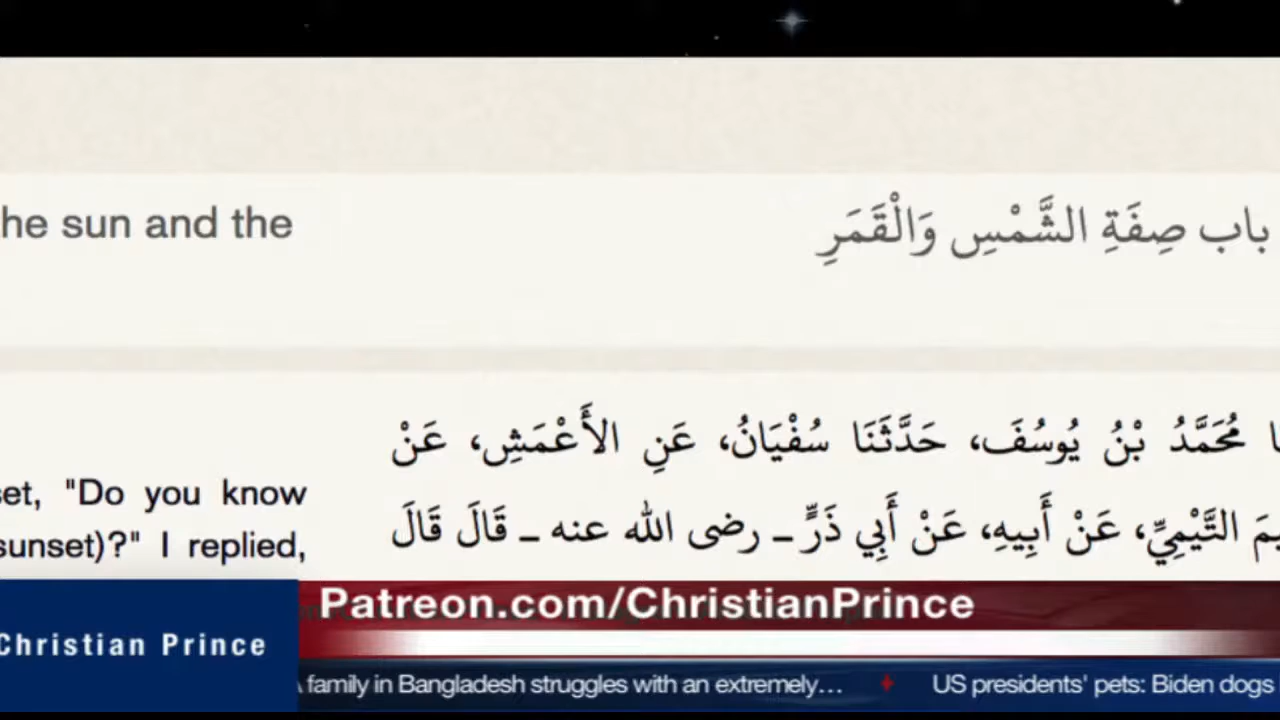 he sun and the
باب صِفَةِ الشَّمْسِ وَالْقَمَرِ
مُحَمَّدُ بْنُ يُوسُفَ، حَدَّثَنَا سُفْيَانُ، عَنِ الأَعْمَشِ، عَنْ
التَّيْمِيِّ، عَنْ أَبِيهِ، عَنْ أَبِي ذَرٍّ ـ رضى الله عنه ـ قَالَ قَالَ
set, "Do you know
sunset)?" I replied,
Patreon.com/ChristianPrince
Christian Prince
A family in Bangladesh struggles with an extremely… US presidents' pets: Biden dogs